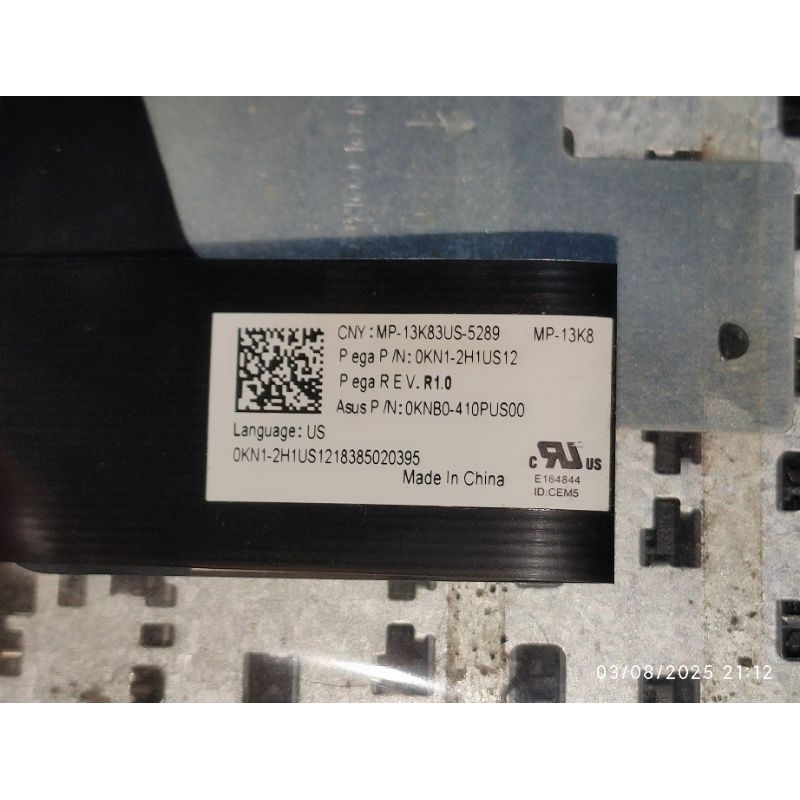 CNY : MP-13K83US-5289 MP-13K8
Pega P/N: 0KN1-2H1US12
Pega REV. R1.0
Asus P/N: 0KNB0-410PUS00
Language: US
0KN1-2H1US1218385020395
Made In China
c RU US
E164844
ID:CEM5
03/08/2025 21:12